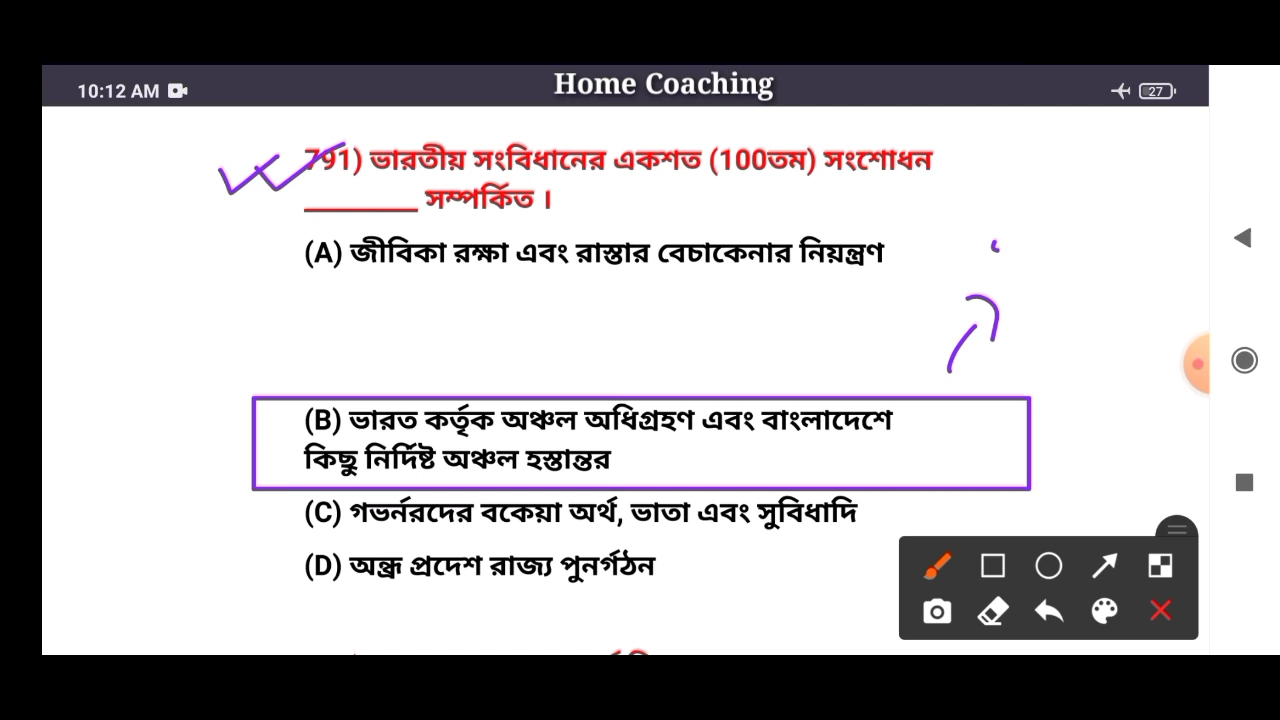 Home Coaching
10:12 AM
27
791) ভারতীয় সংবিধানের একশত (100তম) সংশোধন
________ সম্পর্কিত ।
(A) জীবিকা রক্ষা এবং রাস্তার বেচাকেনার নিয়ন্ত্রণ
(B) ভারত কর্তৃক অঞ্চল অধিগ্রহণ এবং বাংলাদেশে
কিছু নির্দিষ্ট অঞ্চল হস্তান্তর
(C) গভর্নরদের বকেয়া অর্থ, ভাতা এবং সুবিধাদি
(D) অন্ধ্র প্রদেশ রাজ্য পুনর্গঠন